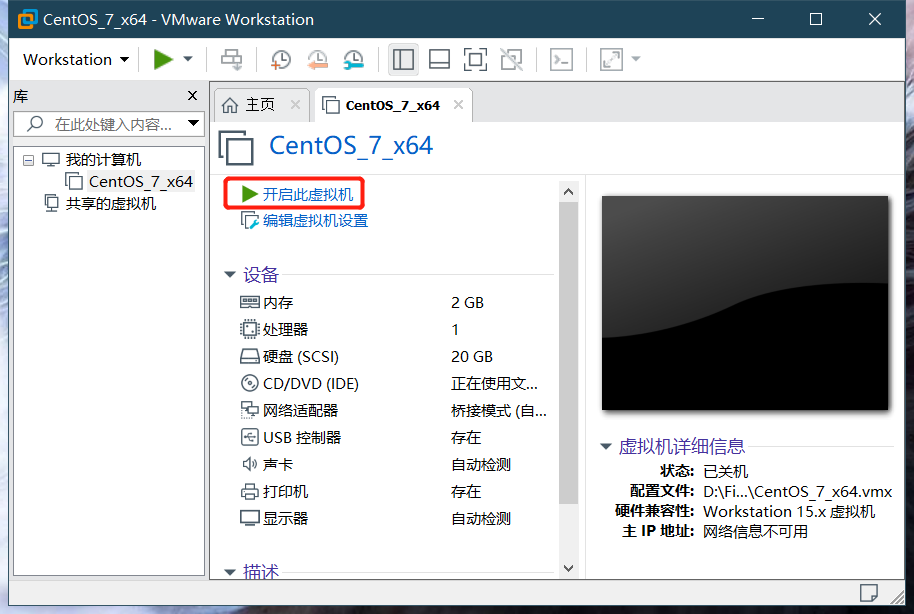 CentOS_7_x64 - VMware Workstation
Workstation
库
在此处键入内容...
我的计算机
CentOS_7_x64
共享的虚拟机
主页
CentOS_7_x64
CentOS_7_x64
开启此虚拟机
编辑虚拟机设置
设备
内存 2 GB
处理器 1
硬盘 (SCSI) 20 GB
CD/DVD (IDE) 正在使用文...
网络适配器 桥接模式 (自...
USB 控制器 存在
声卡 自动检测
打印机 存在
显示器 自动检测
描述
虚拟机详细信息
状态: 已关机
配置文件: D:\Fi...\CentOS_7_x64.vmx
硬件兼容性: Workstation 15.x 虚拟机
主 IP 地址: 网络信息不可用